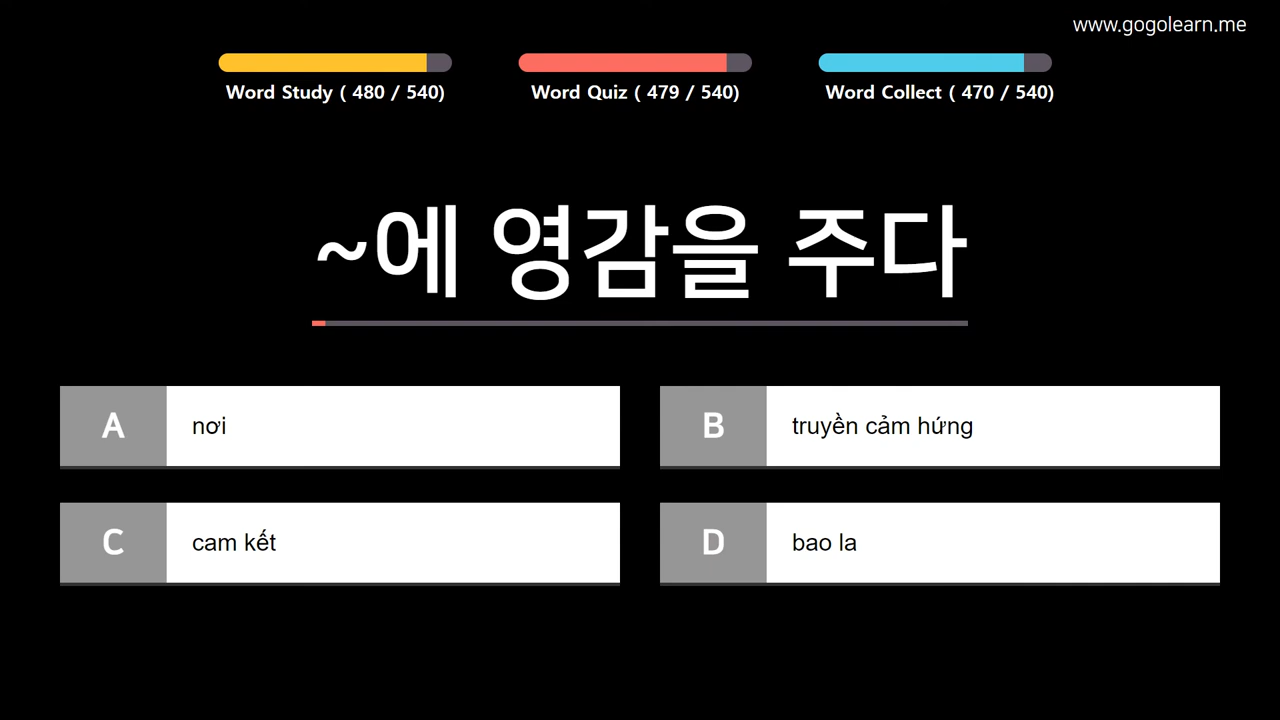 www.gogolearn.me
Word Study ( 480 / 540)
Word Quiz ( 479 / 540)
Word Collect ( 470 / 540)
~에 영감을 주다
A nơi
B truyền cảm hứng
C cam kết
D bao la